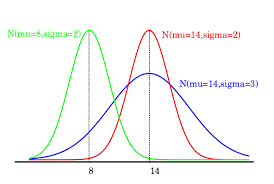 N(mu=8,sigma=2)
N(mu=14,sigma=2)
N(mu=14,sigma=3)
8
14